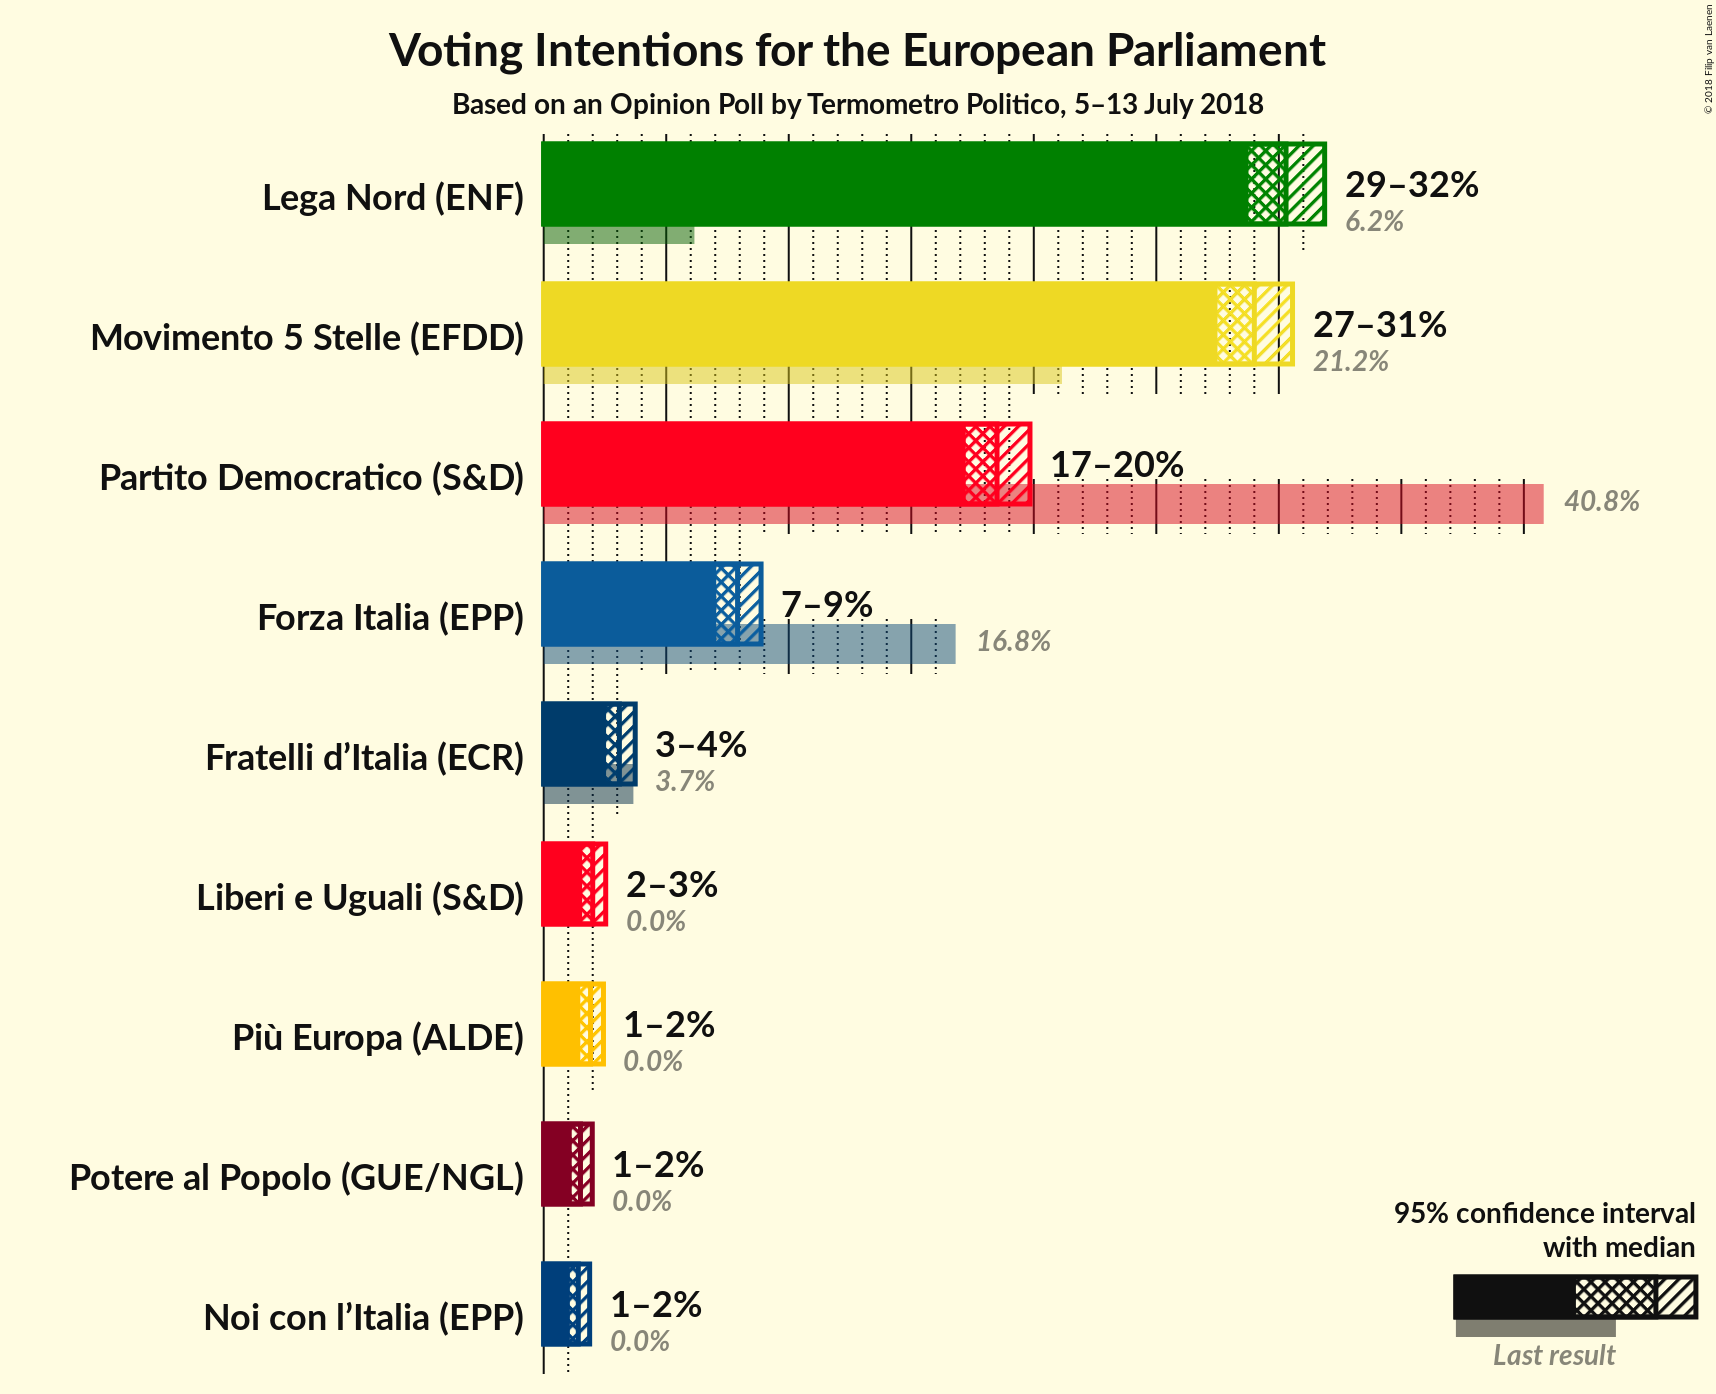 Voting Intentions for the European Parliament
Based on an Opinion Poll by Termometro Politico, 5–13 July 2018
© 2018 Filip van Laenen
Lega Nord (ENF)
29–32%
6.2%
Movimento 5 Stelle (EFDD)
27–31%
21.2%
Partito Democratico (S&D)
17–20%
40.8%
Forza Italia (EPP)
7–9%
16.8%
Fratelli d’Italia (ECR)
3–4%
3.7%
Liberi e Uguali (S&D)
2–3%
0.0%
Più Europa (ALDE)
1–2%
0.0%
Potere al Popolo (GUE/NGL)
1–2%
0.0%
Noi con l’Italia (EPP)
1–2%
0.0%
95% confidence interval
with median
Last result